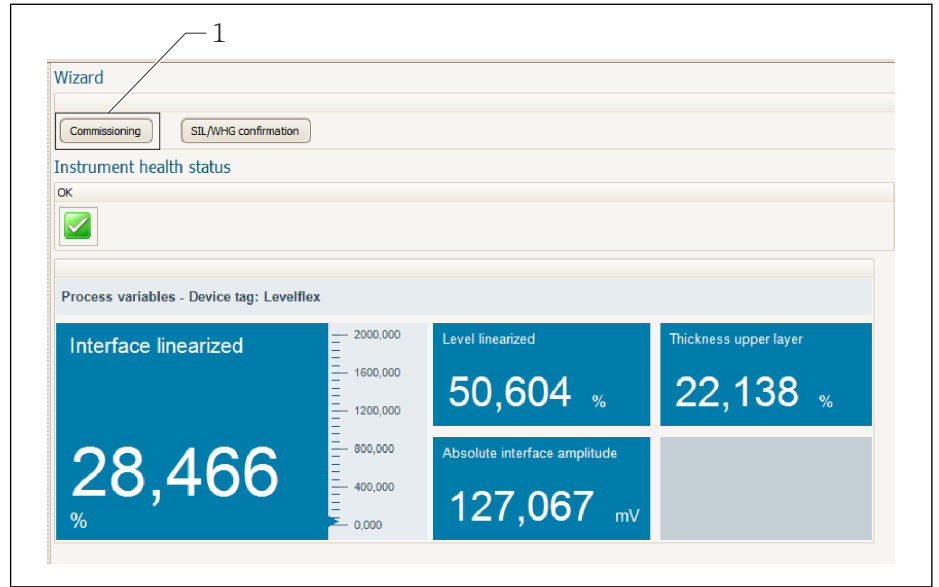 1
Wizard
Commissioning
SIL/WHG confirmation
Instrument health status
OK
Process variables - Device tag: Levelflex
Interface linearized
28,466
%
2000,000
1600,000
1200,000
800,000
400,000
0,000
Level linearized
50,604 %
Thickness upper layer
22,138 %
Absolute interface amplitude
127,067 mV